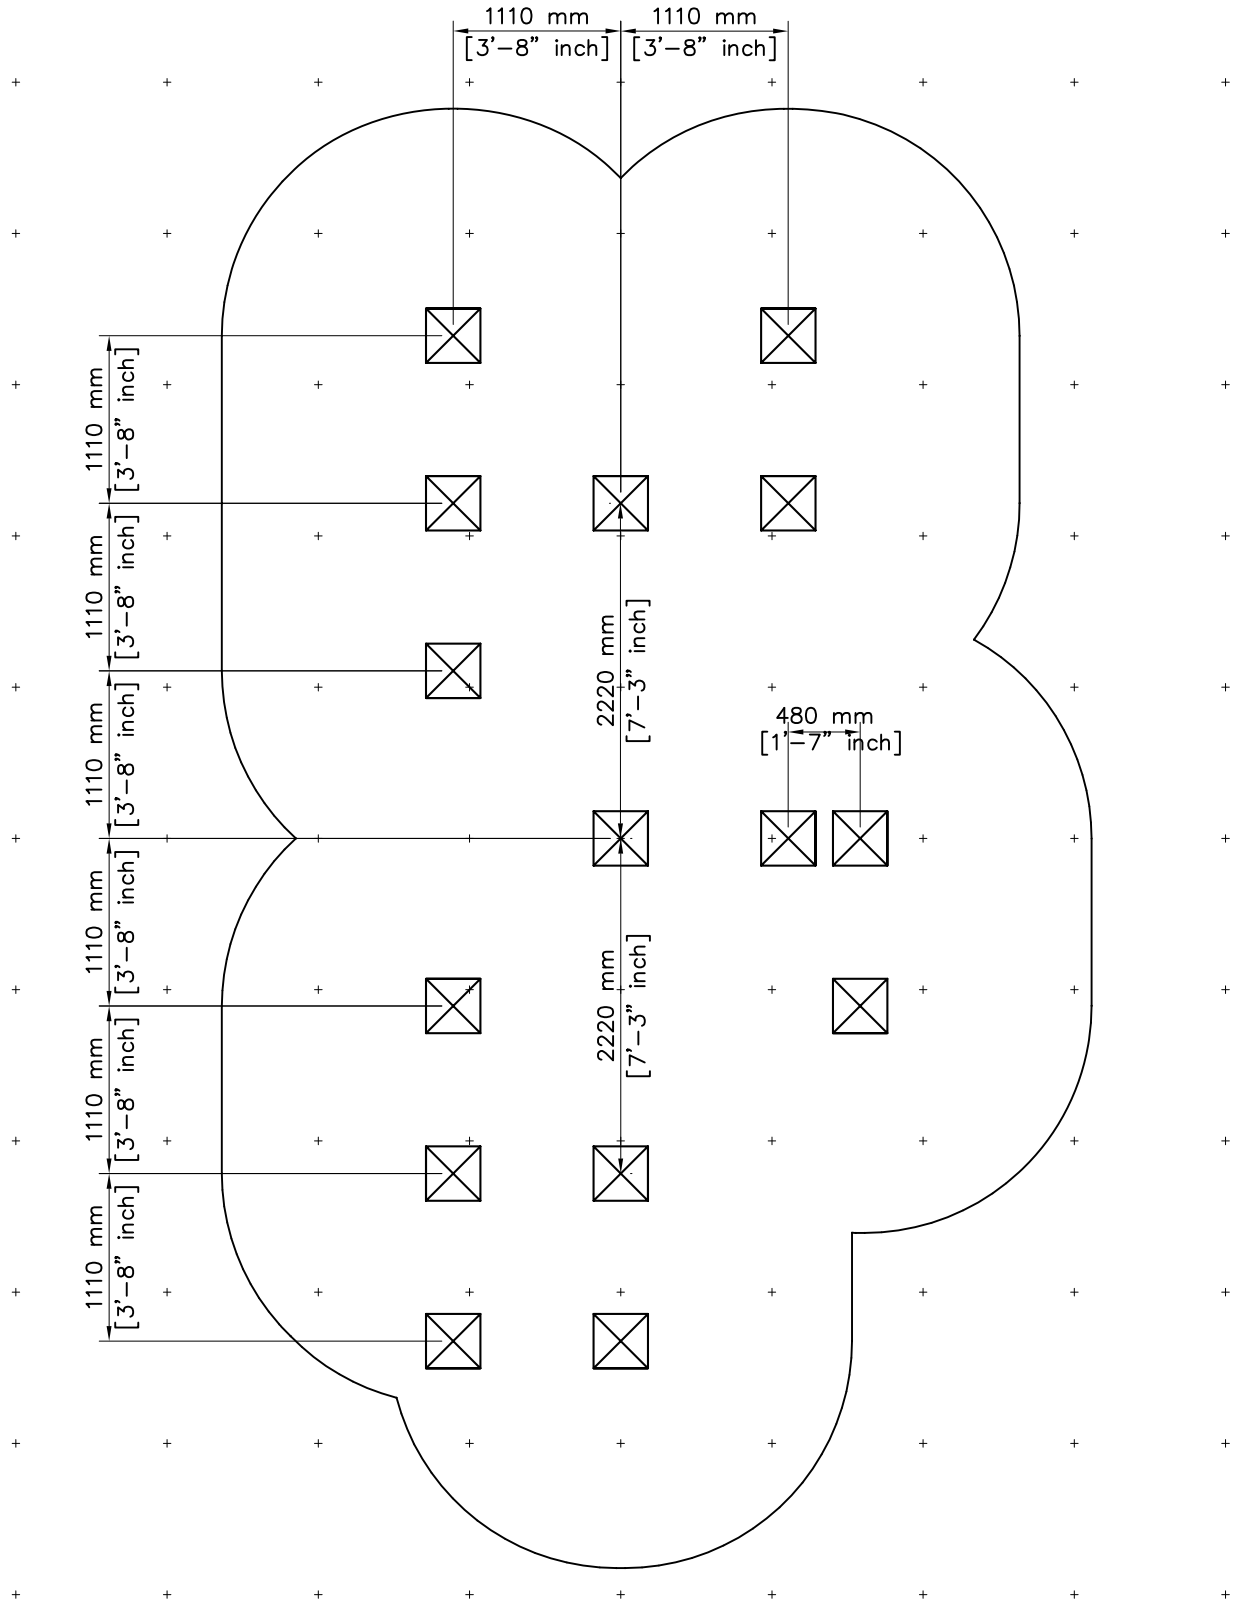 1110 mm
[3'-8" inch]
1110 mm
[3'-8" inch]
1110 mm
[3'-8" inch]
1110 mm
[3'-8" inch]
1110 mm
[3'-8" inch]
1110 mm
[3'-8" inch]
1110 mm
[3'-8" inch]
1110 mm
[3'-8" inch]
2220 mm
[7'-3" inch]
2220 mm
[7'-3" inch]
480 mm
[1'-7" inch]